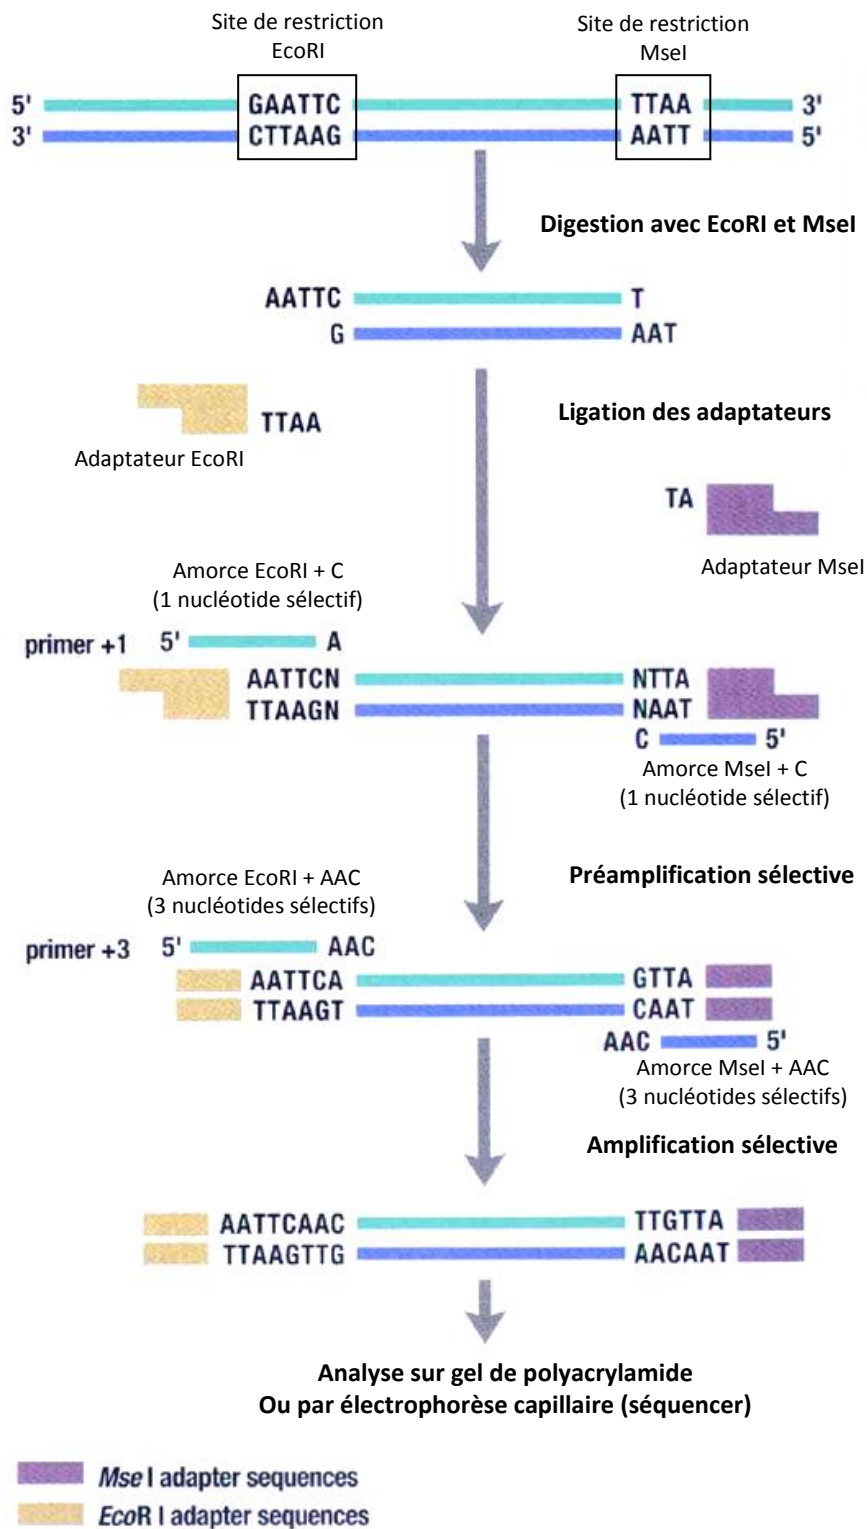 Site de restriction
EcoRI
Site de restriction
MseI
5' GAATTC TTAA 3'
3' CTTAAG AATT 5'
Digestion avec EcoRI et MseI
AATTC T
G AAT
Ligation des adaptateurs
TTAA
Adaptateur EcoRI
TA
Adaptateur MseI
Amorce EcoRI + C
(1 nucléotide sélectif)
primer +1 5' A
AATTCN NTTA
TTAAGN NAAT
C 5'
Amorce MseI + C
(1 nucléotide sélectif)
Préamplification sélective
Amorce EcoRI + AAC
(3 nucléotides sélectifs)
primer +3 5' AAC
AATTCA GTTA
TTAAGT CAAT
AAC 5'
Amorce MseI + AAC
(3 nucléotides sélectifs)
Amplification sélective
AATTCAAC TTGTTA
TTAAGTTG AACAAT
Analyse sur gel de polyacrylamide
Ou par électrophorèse capillaire (séquencer)
Mse I adapter sequences
EcoR I adapter sequences